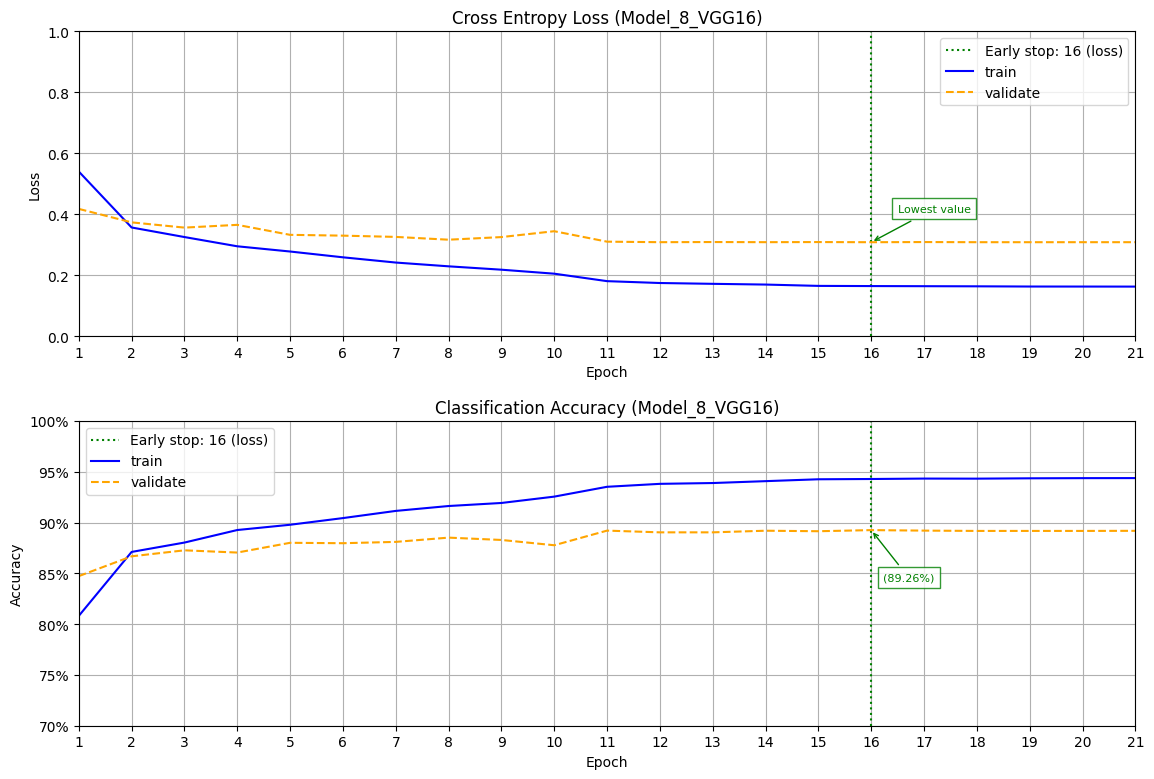 Cross Entropy Loss (Model_8_VGG16)
1.0
0.8
0.6
0.4
0.2
0.0
Loss
Early stop: 16 (loss)
train
validate
Lowest value
1 2 3 4 5 6 7 8 9 10 11 12 13 14 15 16 17 18 19 20 21
Epoch
Classification Accuracy (Model_8_VGG16)
100%
95%
90%
85%
80%
75%
70%
Accuracy
Early stop: 16 (loss)
train
validate
(89.26%)
1 2 3 4 5 6 7 8 9 10 11 12 13 14 15 16 17 18 19 20 21
Epoch